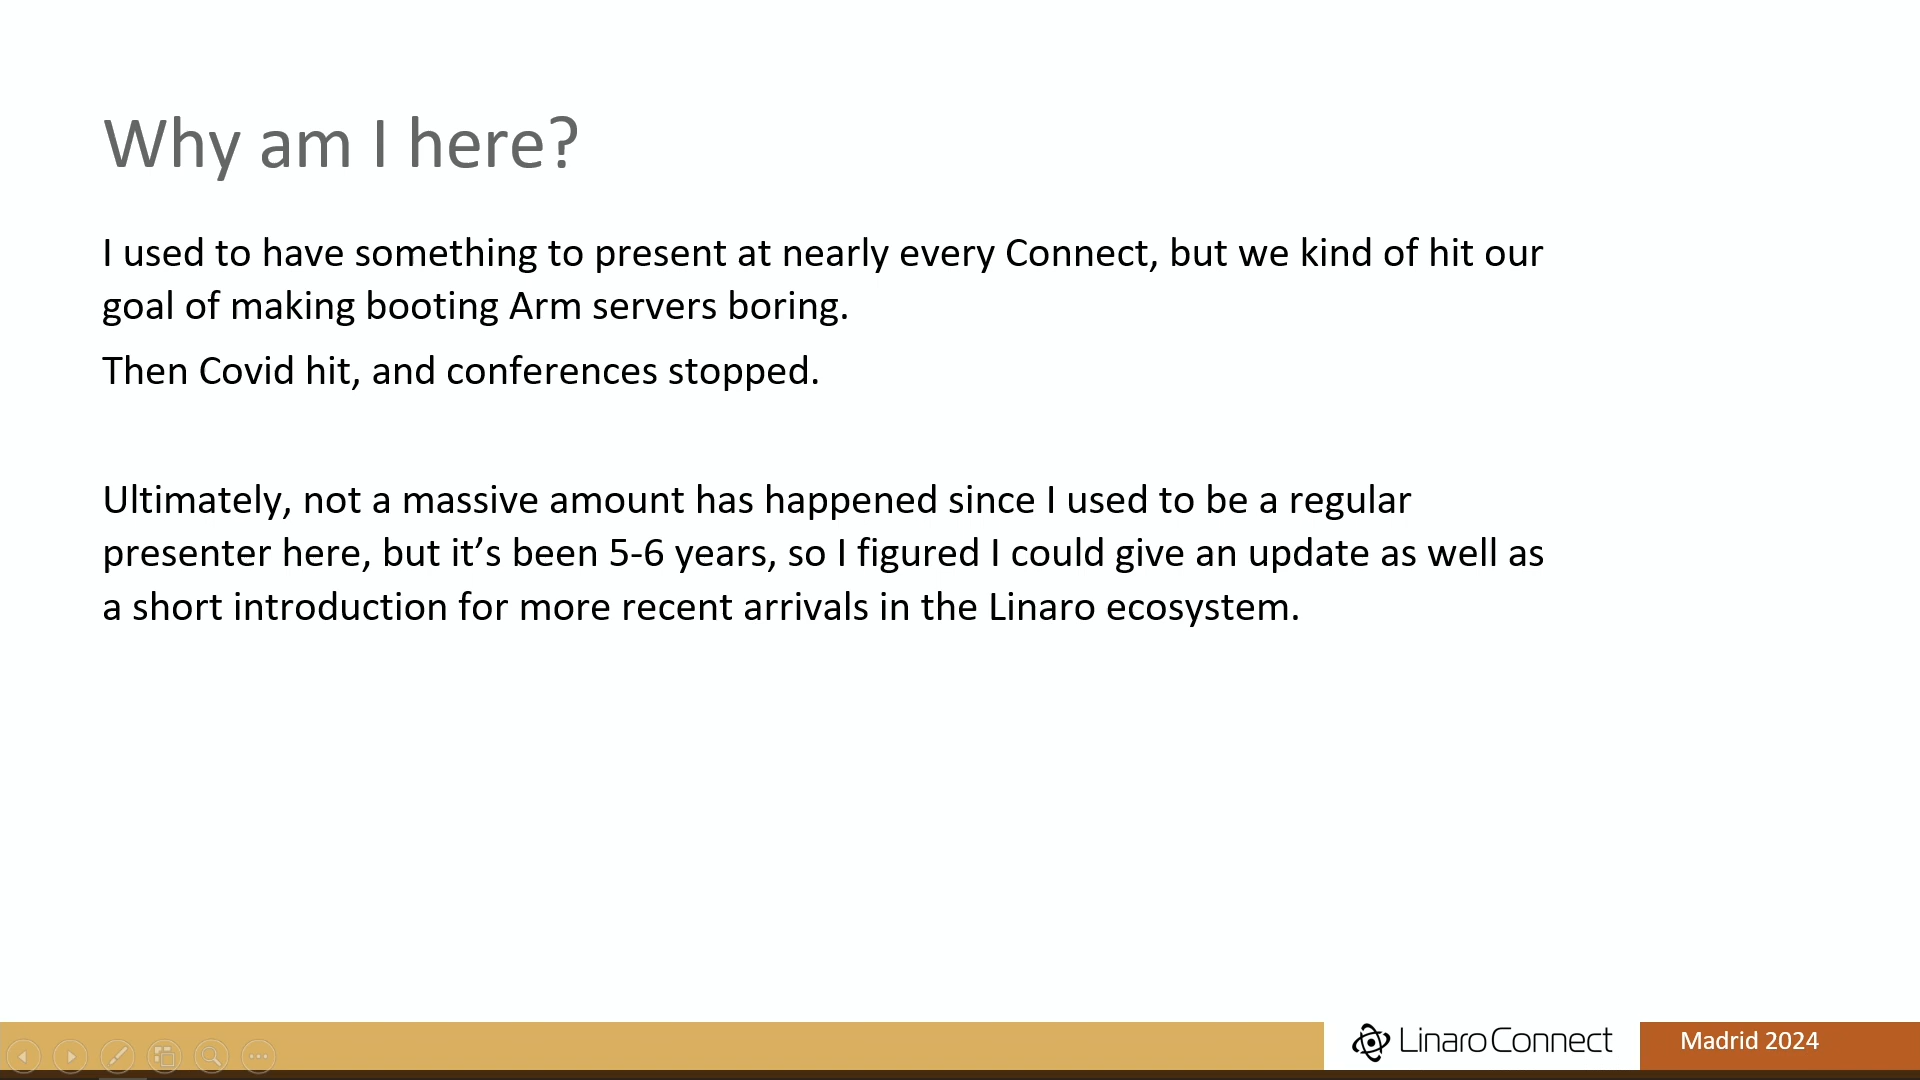 Why am I here?
I used to have something to present at nearly every Connect, but we kind of hit our
goal of making booting Arm servers boring.
Then Covid hit, and conferences stopped.
Ultimately, not a massive amount has happened since I used to be a regular
presenter here, but it’s been 5-6 years, so I figured I could give an update as well as
a short introduction for more recent arrivals in the Linaro ecosystem.
Linaro Connect
Madrid 2024